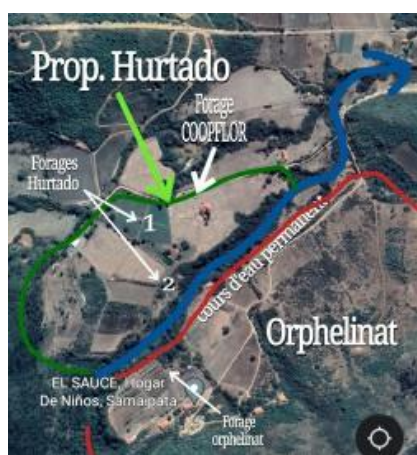 Prop. Hurtado
Forage
COOPFLOR
Forages
Hurtado
1
2
cours d'eau permanent
Orphelinat
EL SAUCE, Hogar
De Niños, Samaipata
Forage
orphelinat